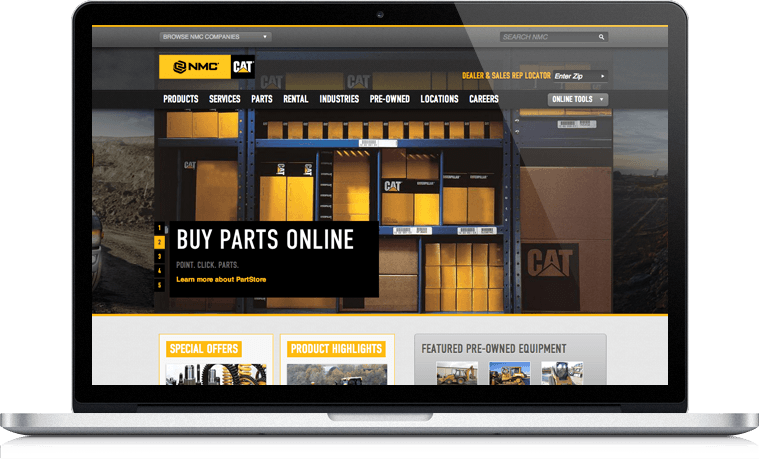 BROWSE NMC COMPANIES
SEARCH NMC
NMC CAT
DEALER & SALES REP LOCATOR Enter Zip
PRODUCTS SERVICES PARTS RENTAL INDUSTRIES PRE-OWNED LOCATIONS CAREERS ONLINE TOOLS
CAT
CATERPILLAR
CAT
CAT
1
2
3
4
5
BUY PARTS ONLINE
POINT. CLICK. PARTS.
Learn more about PartStore
SPECIAL OFFERS
PRODUCT HIGHLIGHTS
FEATURED PRE-OWNED EQUIPMENT